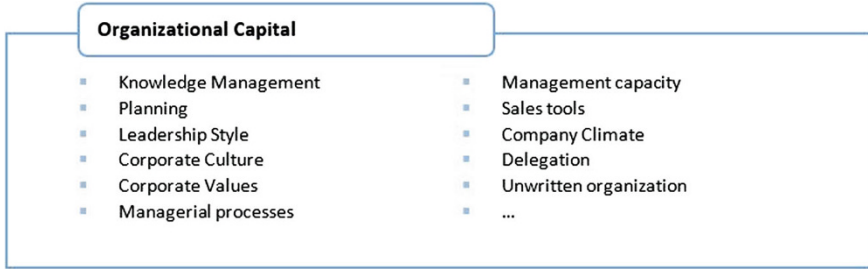 Organizational Capital
Knowledge Management
Planning
Leadership Style
Corporate Culture
Corporate Values
Managerial processes
Management capacity
Sales tools
Company Climate
Delegation
Unwritten organization
...